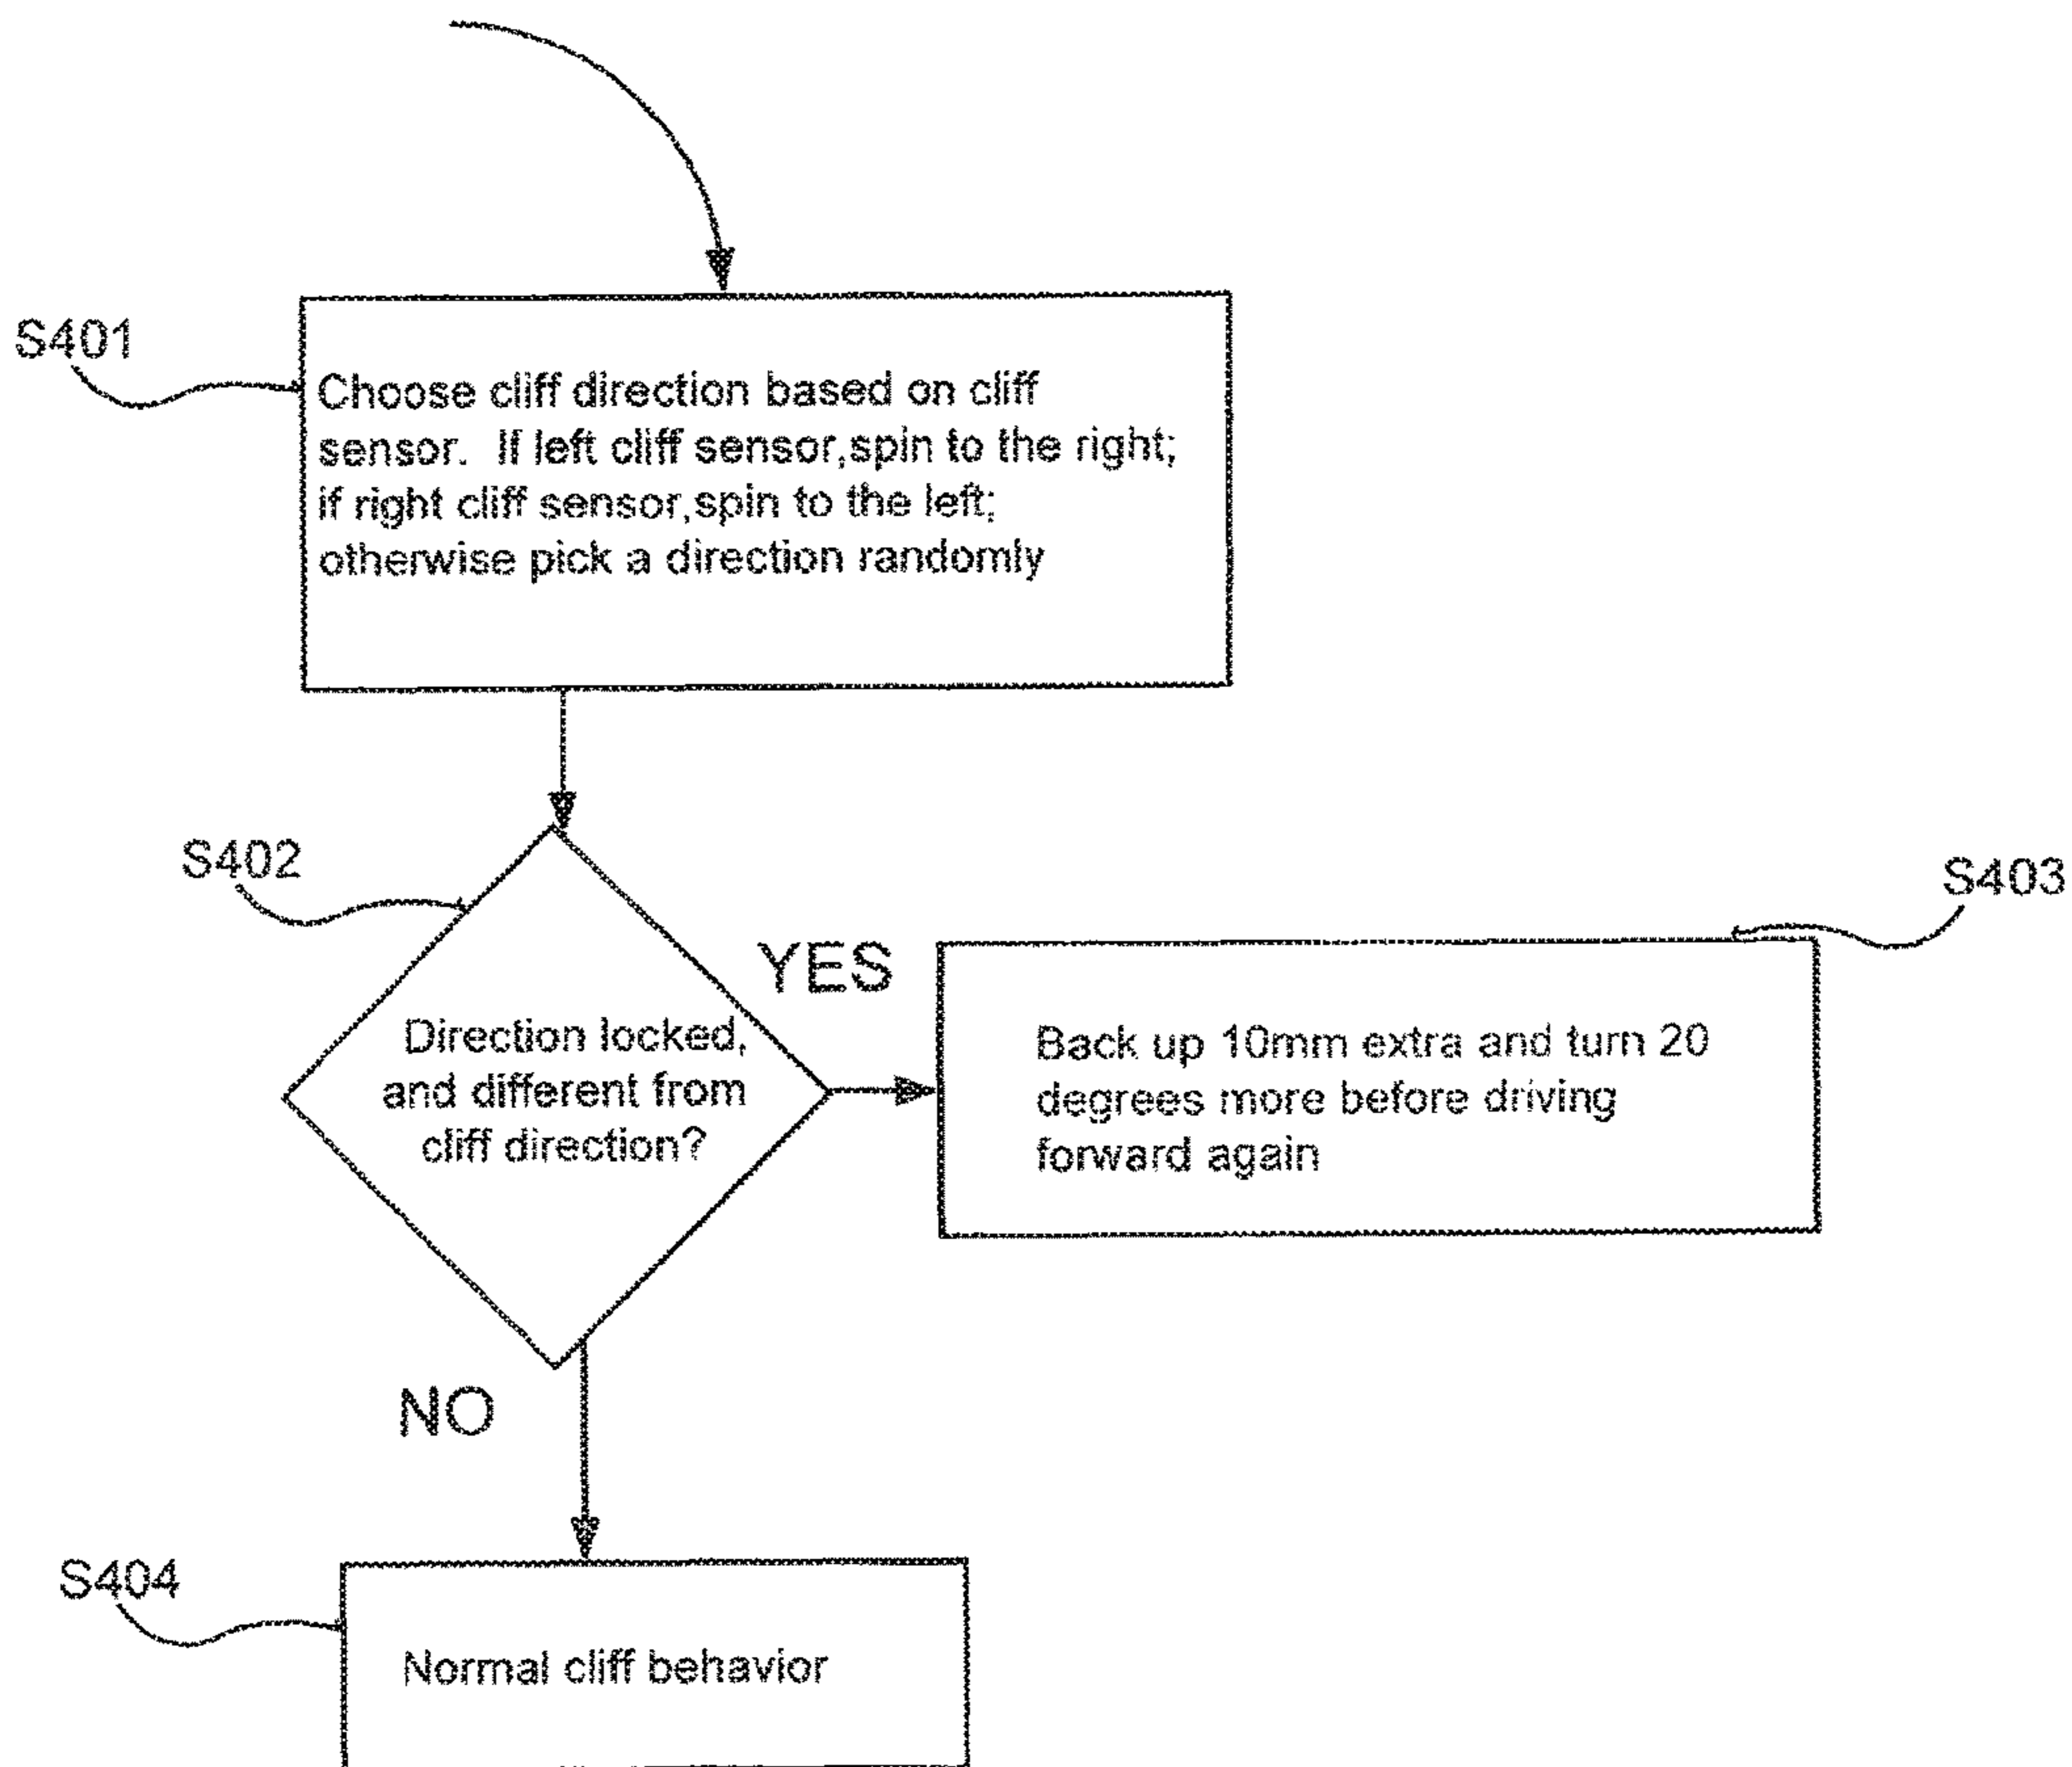 S401
Choose cliff direction based on cliff
sensor. If left cliff sensor,spin to the right;
if right cliff sensor,spin to the left;
otherwise pick a direction randomly
S402
Direction locked,
and different from
cliff direction?
YES
S403
Back up 10mm extra and turn 20
degrees more before driving
forward again
NO
S404
Normal cliff behavior